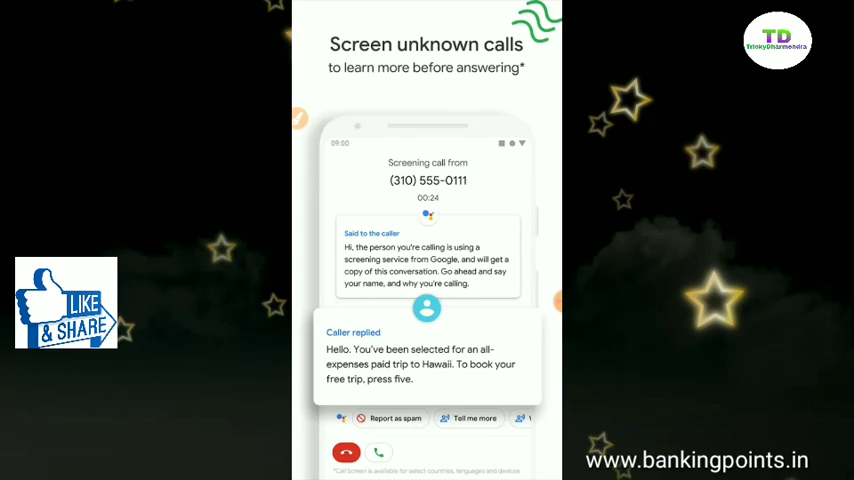 Screen unknown calls
to learn more before answering*
TD
TrickyDharmendra
09:00
Screening call from
(310) 555-0111
00:24
Said to the caller
Hi, the person you're calling is using a
screening service from Google, and will get a
copy of this conversation. Go ahead and say
your name, and why you're calling.
LIKE
& SHARE
Caller replied
Hello. You've been selected for an all-
expenses paid trip to Hawaii. To book your
free trip, press five.
Report as spam
Tell me more
*Call Screen is available for select countries, languages and devices
www.bankingpoints.in